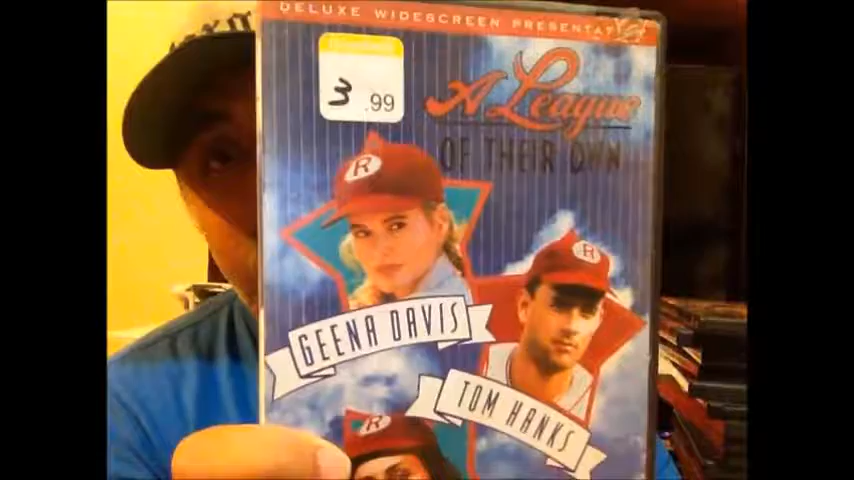 DELUXE WIDESCREEN PRESENTAT
3.99
A League
OF THEIR OWN
R
R
GEENA DAVIS
TOM HANKS
R